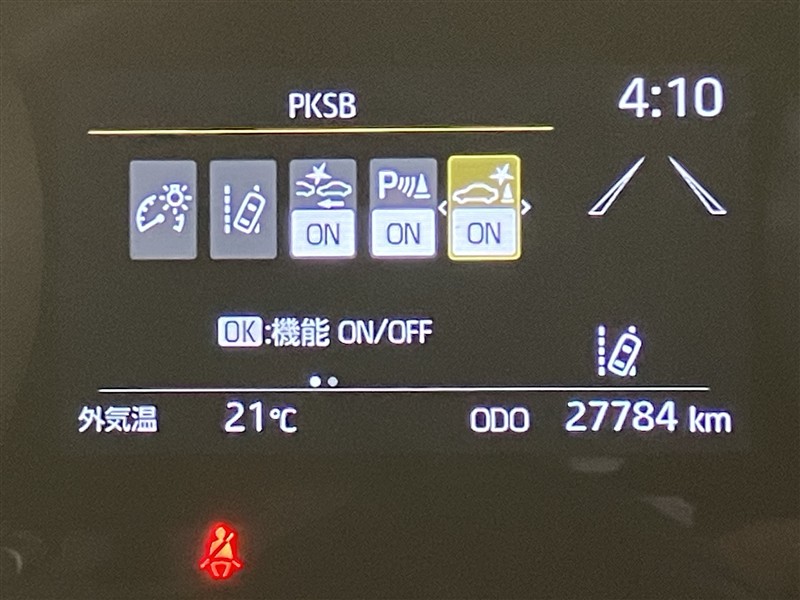 PKSB
4:10
P
ON ON ON
OK:機能 ON/OFF
外気温 21℃ ODO 27784 km